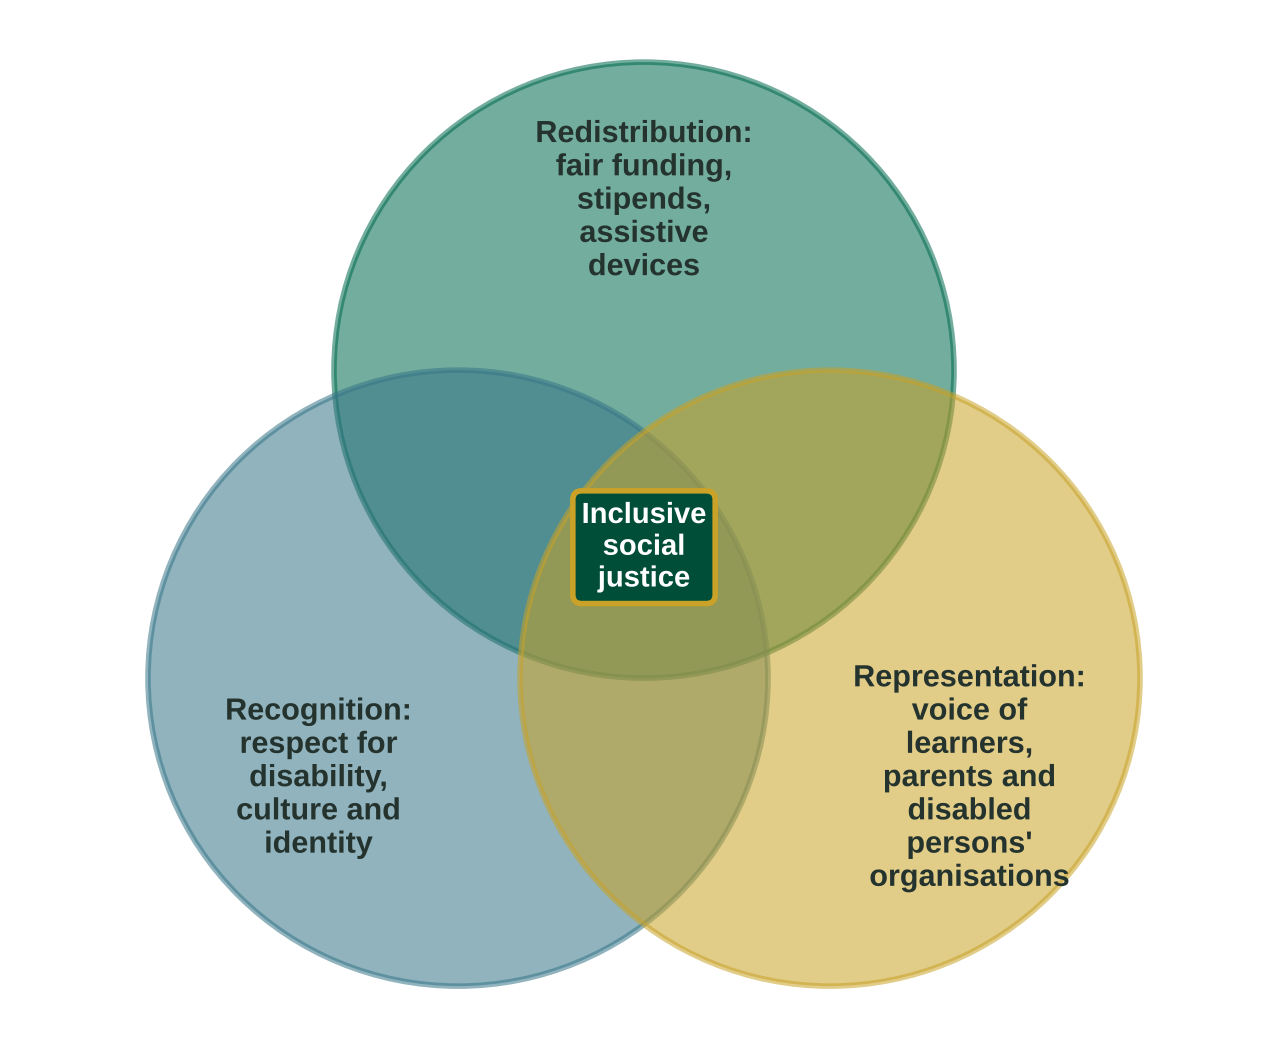 Redistribution:
fair funding,
stipends,
assistive
devices
Inclusive
social
justice
Recognition:
respect for
disability,
culture and
identity
Representation:
voice of
learners,
parents and
disabled
persons'
organisations